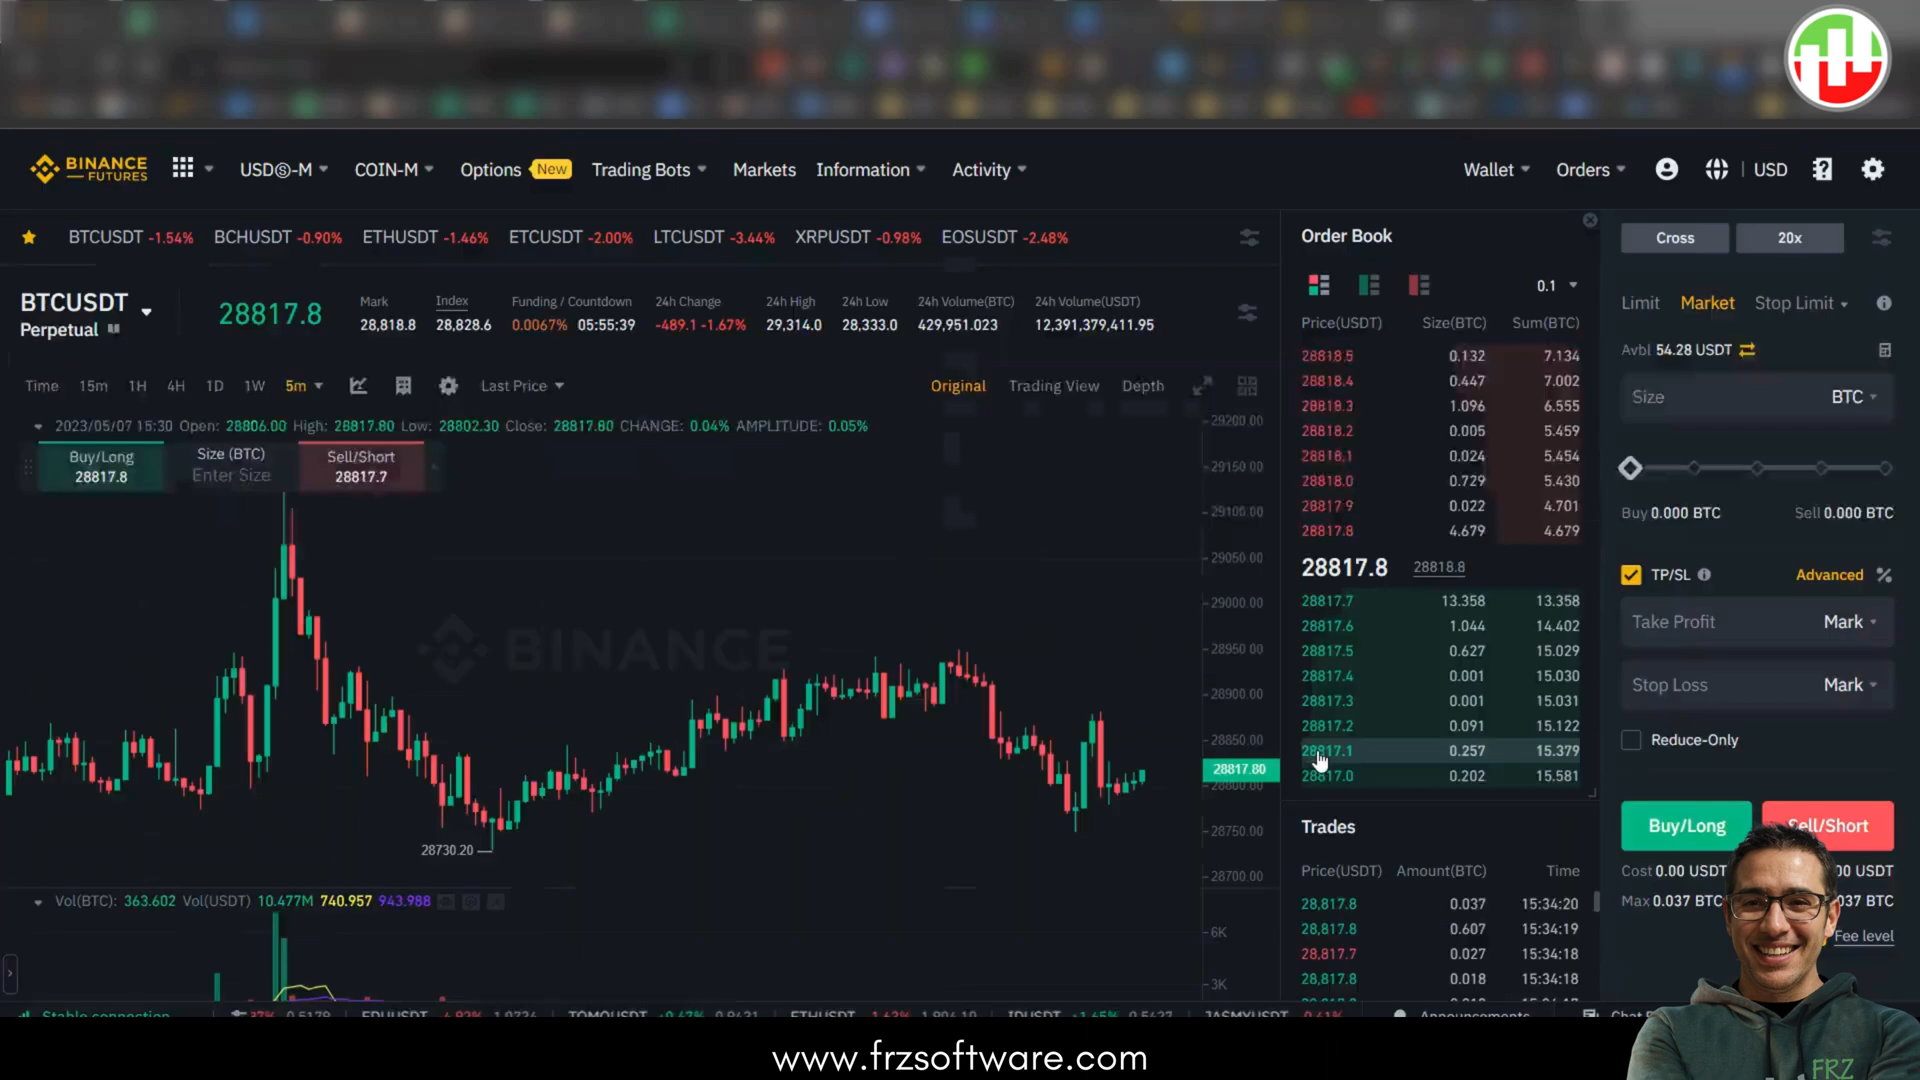 BINANCE
FUTURES
USDⓈ-M
COIN-M
Options New
Trading Bots
Markets
Information
Activity
Wallet
Orders
USD
BTCUSDT -1.54% BCHUSDT -0.90% ETHUSDT -1.46% ETCUSDT -2.00% LTCUSDT -3.44% XRPUSDT -0.98% EOSUSDT -2.48%
BTCUSDT
Perpetual
28817.8
Mark
28,818.8
Index
28,828.6
Funding / Countdown
0.0067% 05:55:39
24h Change
-489.1 -1.67%
24h High
29,314.0
24h Low
28,333.0
24h Volume(BTC)
429,951.023
24h Volume(USDT)
12,391,379,411.95
Time 15m 1H 4H 1D 1W 5m Last Price
Original Trading View Depth
2023/05/07 15:30 Open: 28806.00 High: 28817.80 Low: 28802.30 Close: 28817.80 CHANGE: 0.04% AMPLITUDE: 0.05%
Buy/Long
28817.8
Size (BTC)
Enter Size
Sell/Short
28817.7
BINANCE
28730.20
29200.00
29150.00
29100.00
29050.00
29000.00
28950.00
28900.00
28850.00
28817.80
28800.00
28750.00
28700.00
Vol(BTC): 363.602 Vol(USDT) 10.477M 740.957 943.988
6K
3K
Order Book
0.1
Price(USDT) Size(BTC) Sum(BTC)
28818.5 0.132 7.134
28818.4 0.447 7.002
28818.3 1.096 6.555
28818.2 0.005 5.459
28818.1 0.024 5.454
28818.0 0.729 5.430
28817.9 0.022 4.701
28817.8 4.679 4.679
28817.8 28818.8
28817.7 13.358 13.358
28817.6 1.044 14.402
28817.5 0.627 15.029
28817.4 0.001 15.030
28817.3 0.001 15.031
28817.2 0.091 15.122
28817.1 0.257 15.379
28817.0 0.202 15.581
Trades
Price(USDT) Amount(BTC) Time
28,817.8 0.037 15:34:20
28,817.8 0.607 15:34:19
28,817.7 0.027 15:34:18
28,817.8 0.018 15:34:18
Cross 20x
Limit Market Stop Limit
Avbl 54.28 USDT
Size BTC
Buy 0.000 BTC Sell 0.000 BTC
TP/SL Advanced
Take Profit Mark
Stop Loss Mark
Reduce-Only
Buy/Long Sell/Short
Cost 0.00 USDT 00 USDT
Max 0.037 BTC 037 BTC
Fee level
Stable connection
www.frzsoftware.com
FRZ